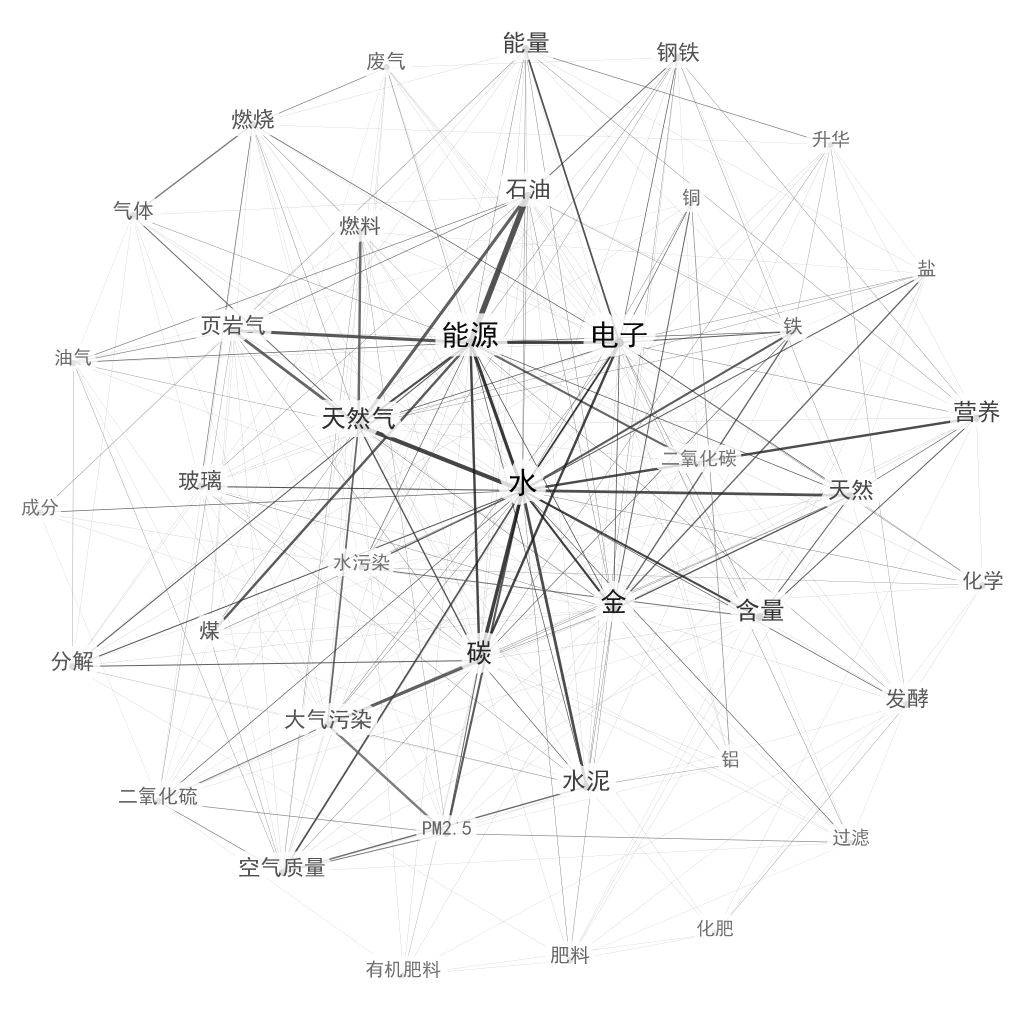 能量
钢铁
废气
燃烧
升华
石油
铜
气体
燃料
盐
页岩气
铁
能源
电子
油气
营养
天然气
二氧化碳
玻璃
水
天然
成分
水污染
化学
金
含量
煤
碳
分解
发酵
大气污染
铝
水泥
二氧化硫
PM2.5
过滤
空气质量
化肥
肥料
有机肥料